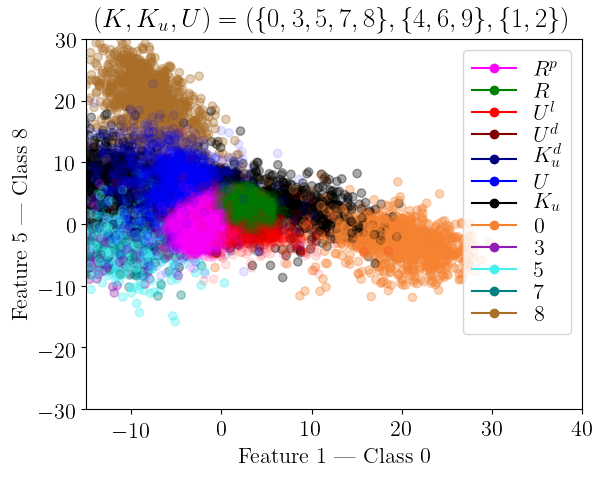 (K, K_u, U) = ({0, 3, 5, 7, 8}, {4, 6, 9}, {1, 2})
30
20
10
0
−10
−20
−30
−10
0
10
20
30
40
Feature 5 — Class 8
Feature 1 — Class 0
R^p
R
U^l
U^d
K_u^d
U
K_u
0
3
5
7
8